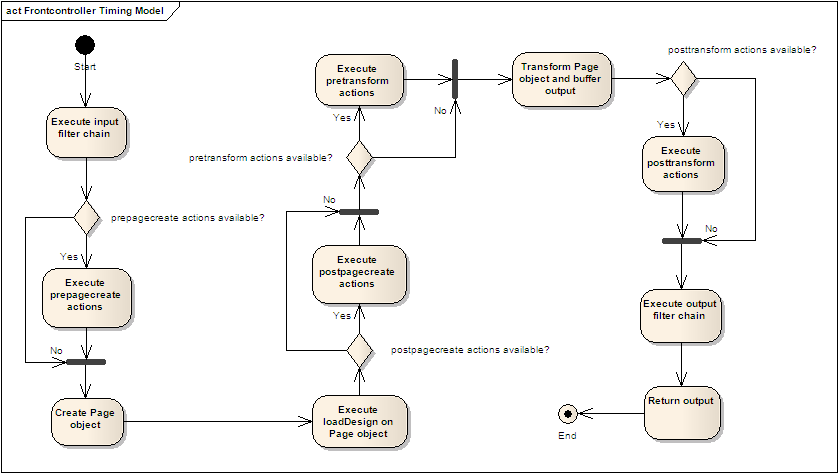 act Frontcontroller Timing Model
Start
Execute input
filter chain
prepagecreate actions available?
Yes
Execute
prepagecreate
actions
No
Create Page
object
Execute
loadDesign on
Page object
postpagecreate actions available?
Yes
Execute
postpagecreate
actions
No
pretransform actions available?
Yes
Execute
pretransform
actions
No
Transform Page
object and buffer
output
posttransform actions available?
Yes
Execute
posttransform
actions
No
Execute output
filter chain
Return output
End